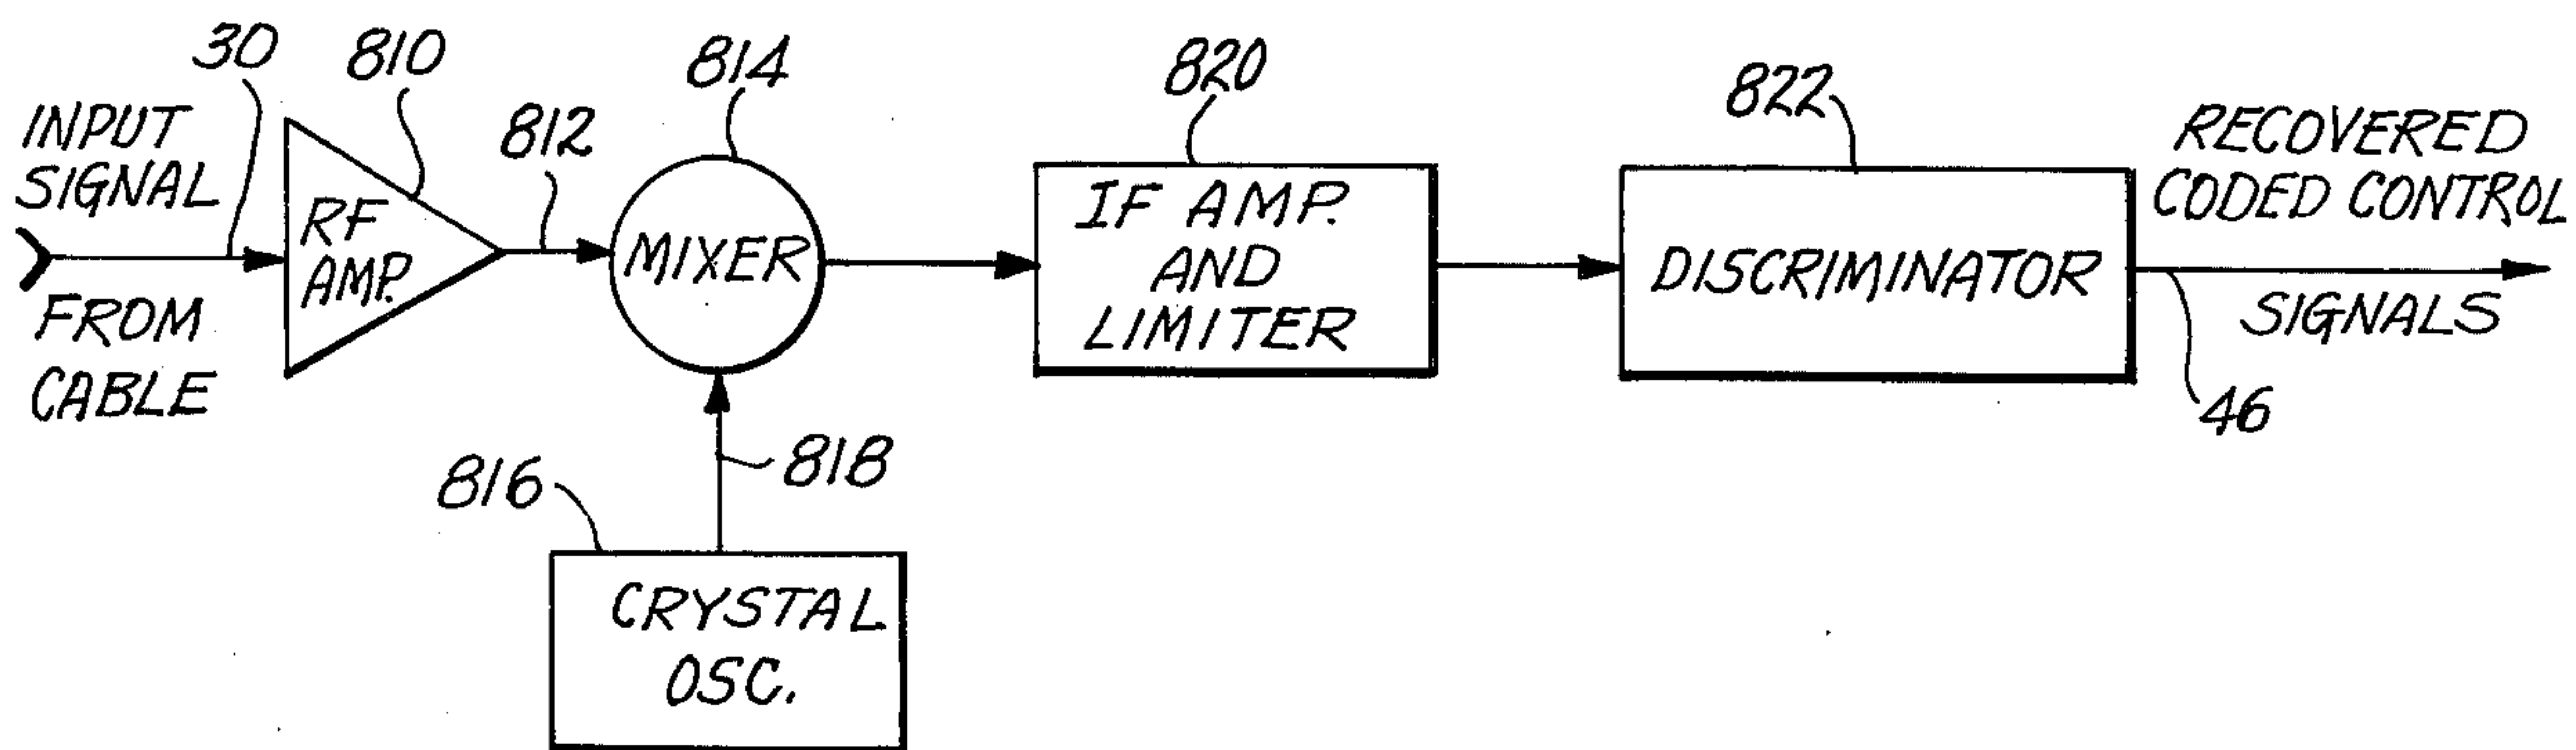 30
810
814
820
822
812
INPUT
SIGNAL
FROM
CABLE
RF
AMP.
MIXER
IF AMP.
AND
LIMITER
DISCRIMINATOR
RECOVERED
CODED CONTROL
SIGNALS
46
816
818
CRYSTAL
OSC.